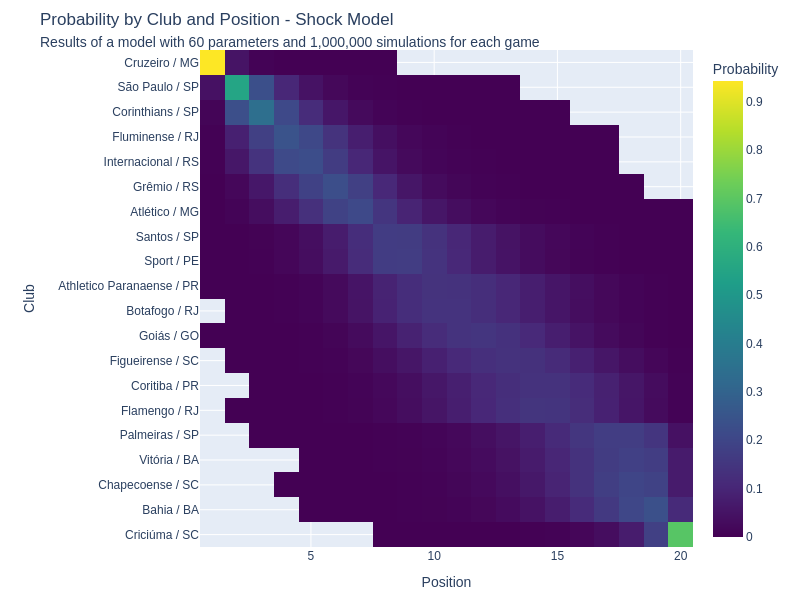 Probability by Club and Position - Shock Model
Results of a model with 60 parameters and 1,000,000 simulations for each game
Probability
Cruzeiro / MG
São Paulo / SP
Corinthians / SP
Fluminense / RJ
Internacional / RS
Grêmio / RS
Atlético / MG
Santos / SP
Sport / PE
Athletico Paranaense / PR
Botafogo / RJ
Goiás / GO
Figueirense / SC
Coritiba / PR
Flamengo / RJ
Palmeiras / SP
Vitória / BA
Chapecoense / SC
Bahia / BA
Criciúma / SC
Club
5
10
15
20
Position
0.9
0.8
0.7
0.6
0.5
0.4
0.3
0.2
0.1
0